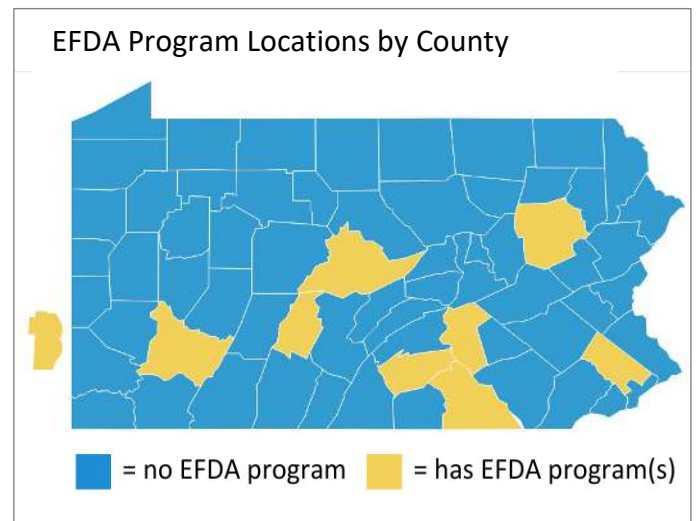 EFDA Program Locations by County
= no EFDA program = has EFDA program(s)